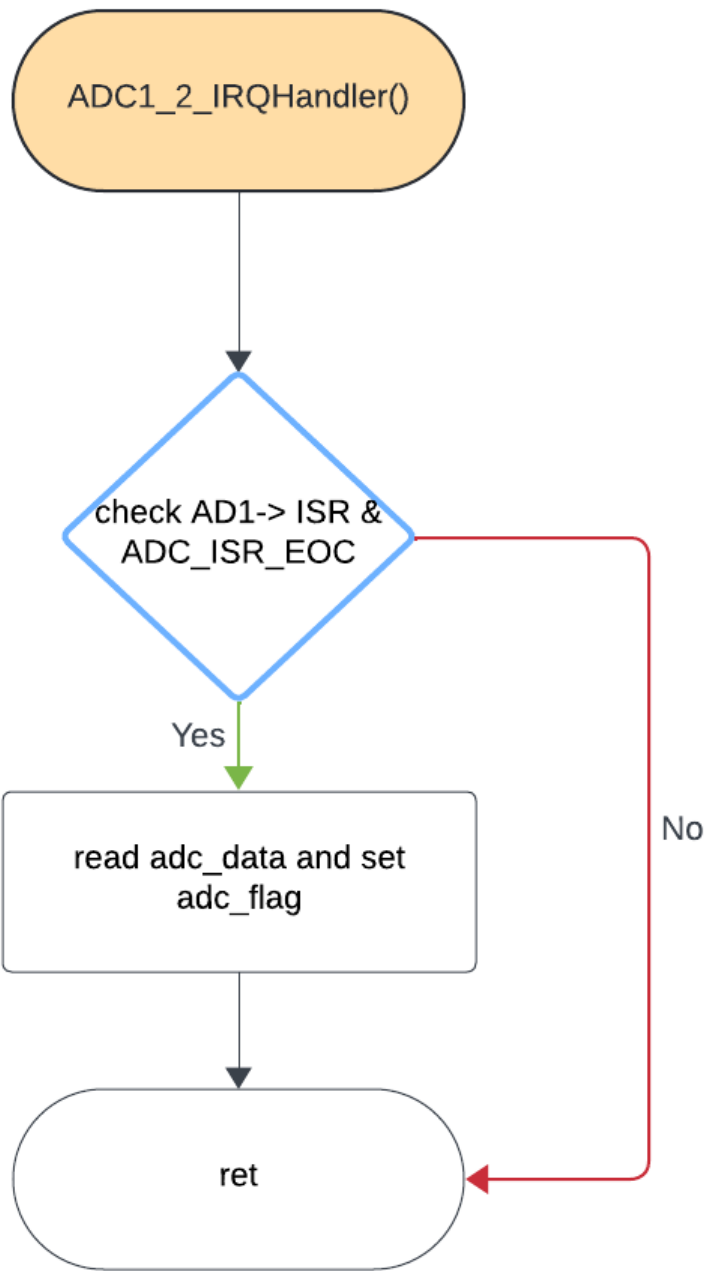 ADC1_2_IRQHandler()
check AD1-> ISR &
ADC_ISR_EOC
Yes
No
read adc_data and set
adc_flag
ret